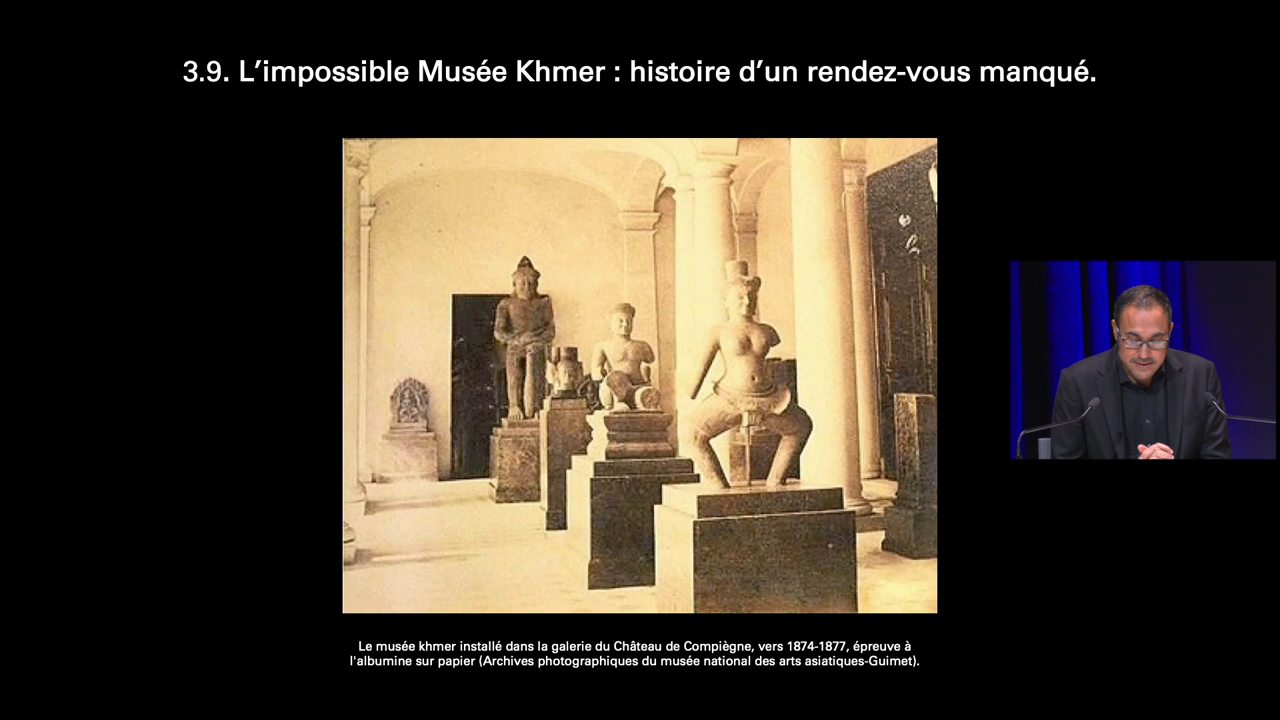 3.9. L’impossible Musée Khmer : histoire d’un rendez-vous manqué.
Le musée khmer installé dans la galerie du Château de Compiègne, vers 1874-1877, épreuve à
l'albumine sur papier (Archives photographiques du musée national des arts asiatiques-Guimet).